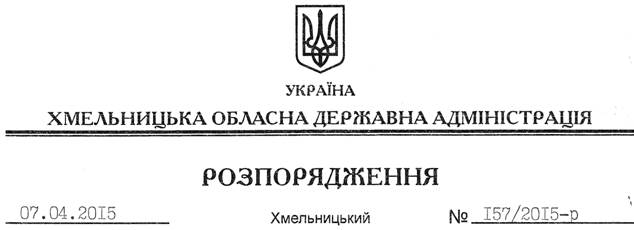 УКРАЇНА
ХМЕЛЬНИЦЬКА ОБЛАСНА ДЕРЖАВНА АДМІНІСТРАЦІЯ
РОЗПОРЯДЖЕННЯ
07.04.2015 Хмельницький № 157/2015-р